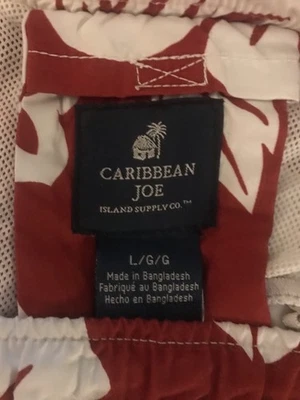 CARIBBEAN
JOE
ISLAND SUPPLY CO.™
L/G/G
Made in Bangladesh
Fabriqué au Bangladesh
Hecho en Bangladesh